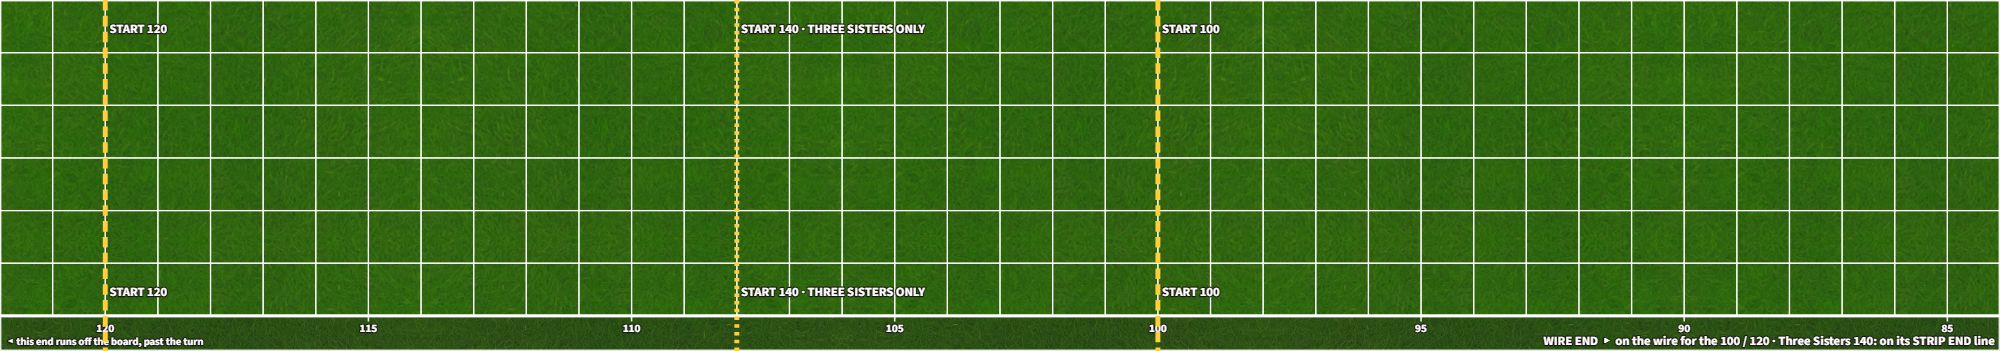 START 120 START 140 · THREE SISTERS ONLY START 100
START 120 START 140 · THREE SISTERS ONLY START 100
120 115 110 105 100 95 90 85
◂ this end runs off the board, past the turn
WIRE END ▸ on the wire for the 100 / 120 · Three Sisters 140: on its STRIP END line